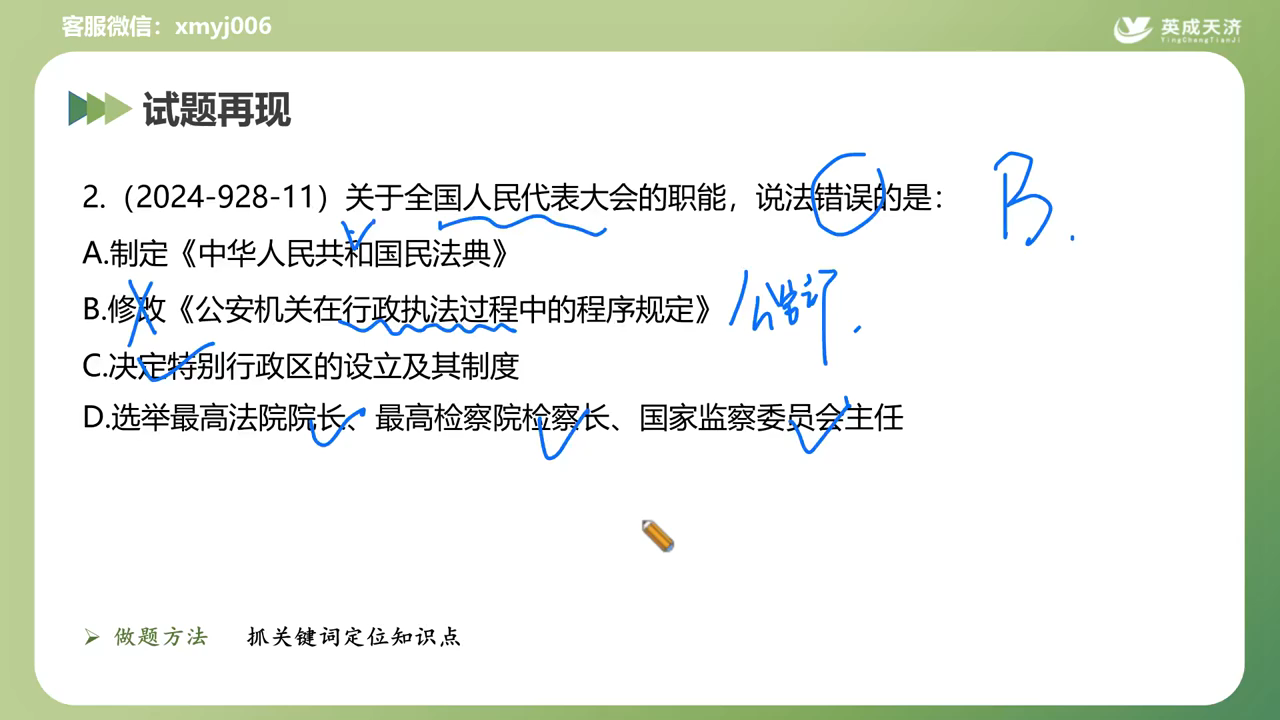 客服微信：xmyj006
英成天济
YingChengTianJi
试题再现
2.（2024-928-11）关于全国人民代表大会的职能，说法错误的是：
B.
A.制定《中华人民共和国民法典》
B.修改《公安机关在行政执法过程中的程序规定》
公安部.
C.决定特别行政区的设立及其制度
D.选举最高法院院长、最高检察院检察长、国家监察委员会主任
做题方法 抓关键词定位知识点